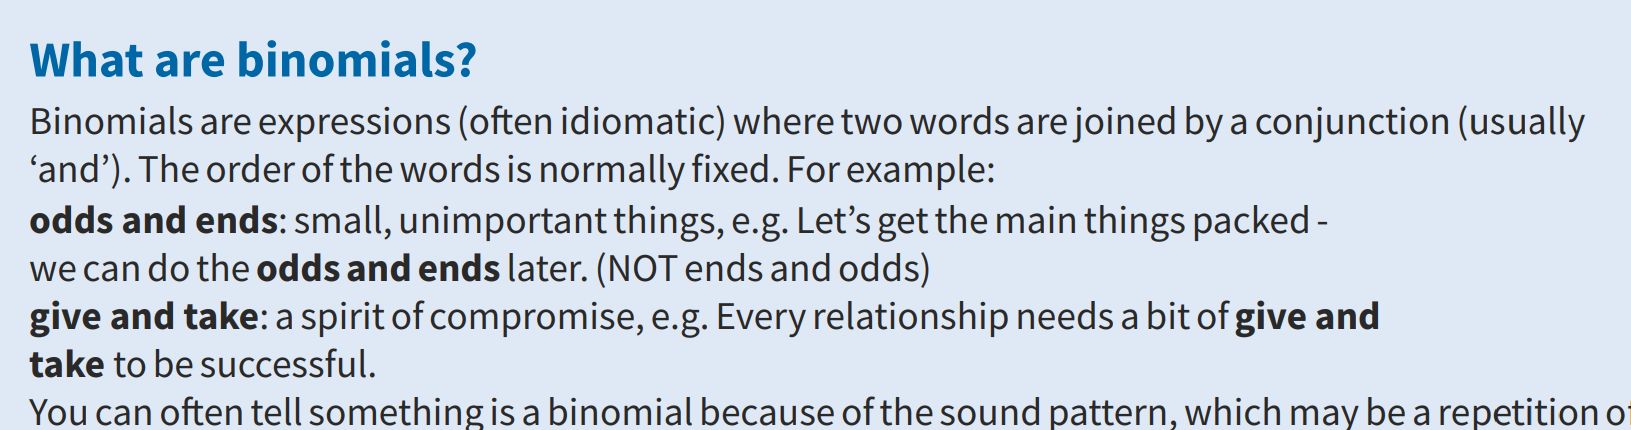 What are binomials?
Binomials are expressions (often idiomatic) where two words are joined by a conjunction (usually
‘and’). The order of the words is normally fixed. For example:
odds and ends: small, unimportant things, e.g. Let’s get the main things packed -
we can do the odds and ends later. (NOT ends and odds)
give and take: a spirit of compromise, e.g. Every relationship needs a bit of give and
take to be successful.
You can often tell something is a binomial because of the sound pattern, which may be a repetition of